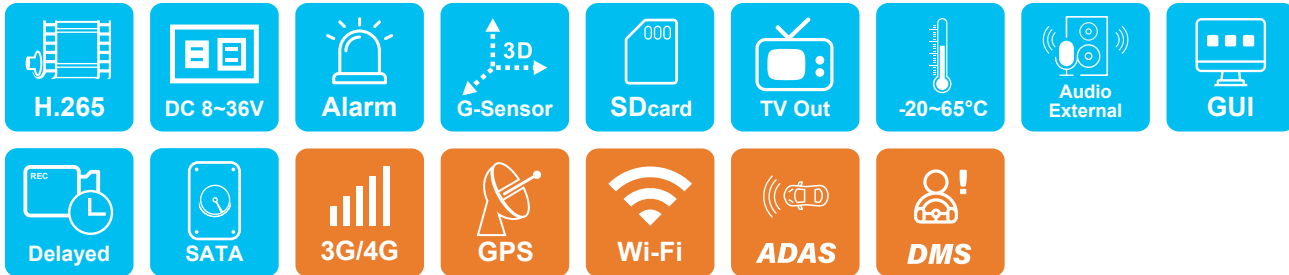 H.265
DC 8~36V
Alarm
3D
G-Sensor
000
SDcard
TV Out
-20~65°C
Audio
External
GUI
REC
Delayed
SATA
3G/4G
GPS
Wi-Fi
ADAS
!
DMS